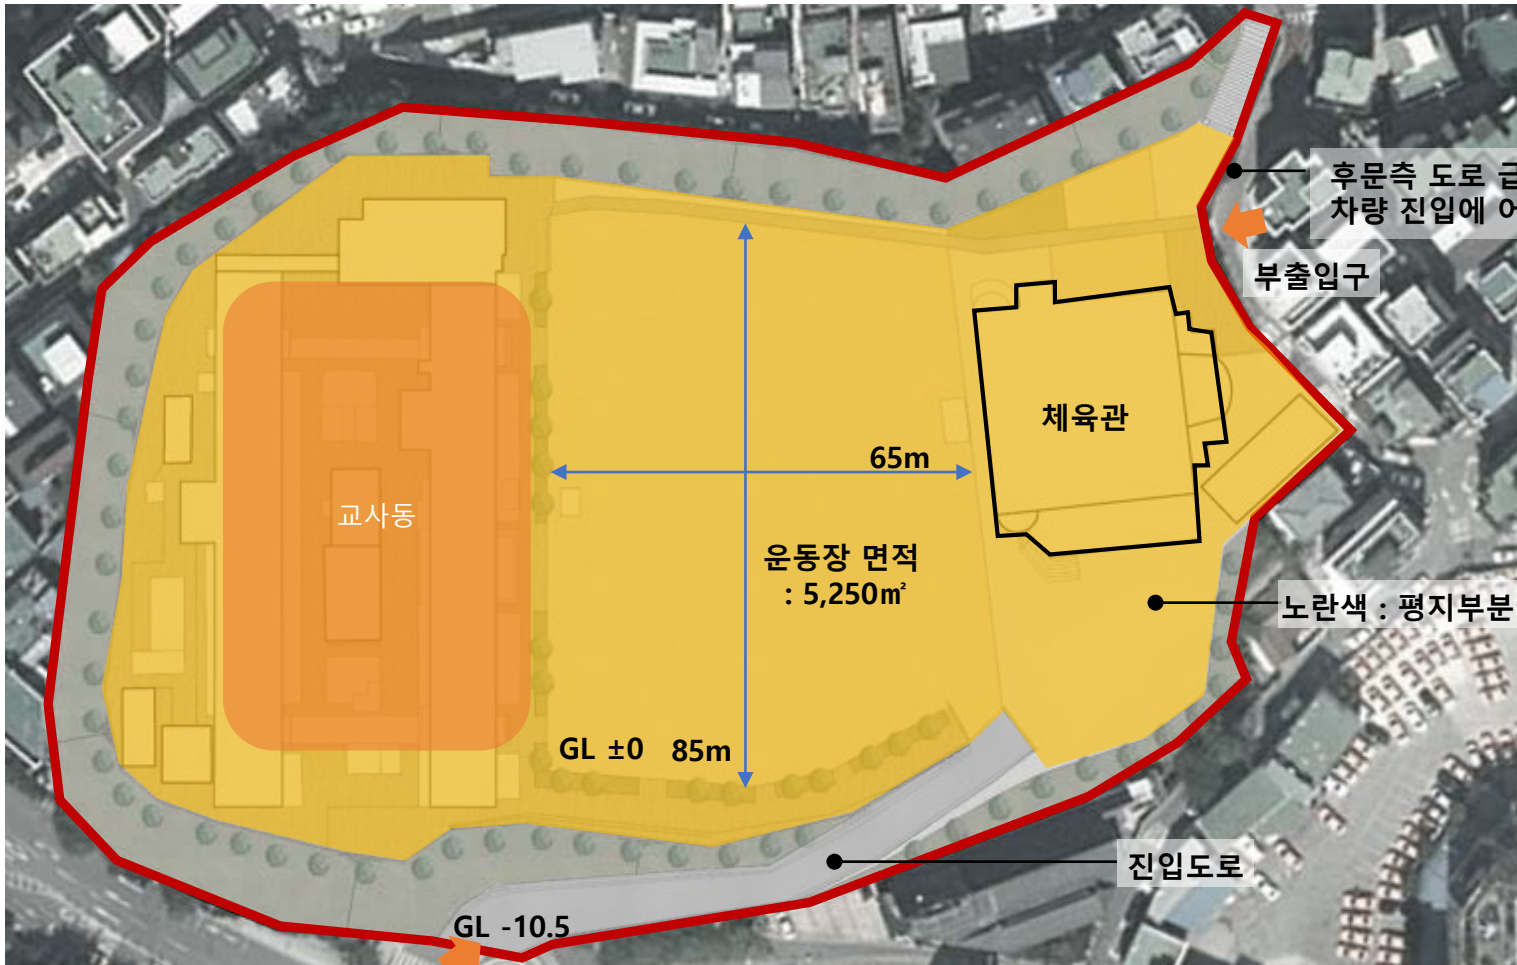 후문측 도로 급
차량 진입에 어
부출입구
체육관
65m
교사동
운동장 면적
: 5,250㎡
노란색 : 평지부분
GL ±0
85m
진입도로
GL -10.5